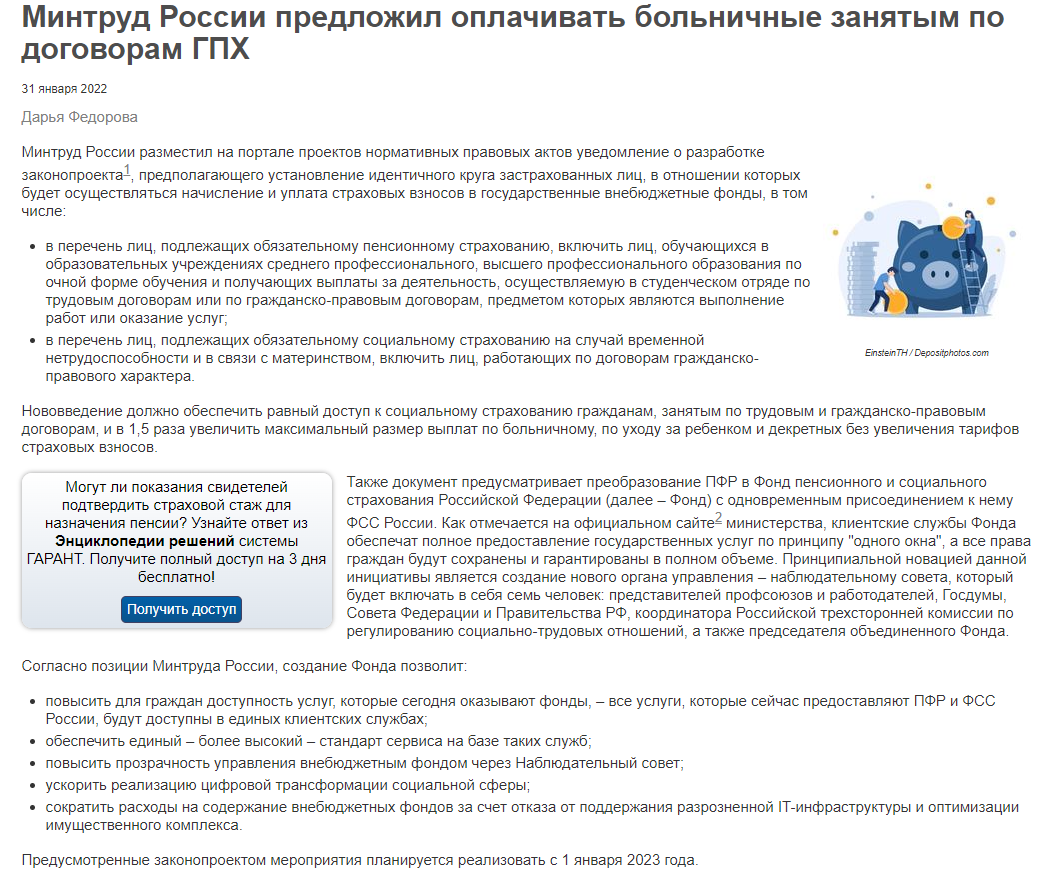 Минтруд России предложил оплачивать больничные занятым по
договорам ГПХ
31 января 2022
Дарья Федорова
Минтруд России разместил на портале проектов нормативных правовых актов уведомление о разработке
законопроекта1, предполагающего установление идентичного круга застрахованных лиц, в отношении которых
будет осуществляться начисление и уплата страховых взносов в государственные внебюджетные фонды, в том
числе:
• в перечень лиц, подлежащих обязательному пенсионному страхованию, включить лиц, обучающихся в
образовательных учреждениях среднего профессионального, высшего профессионального образования по
очной форме обучения и получающих выплаты за деятельность, осуществляемую в студенческом отряде по
трудовым договорам или по гражданско-правовым договорам, предметом которых являются выполнение
работ или оказание услуг;
• в перечень лиц, подлежащих обязательному социальному страхованию на случай временной
нетрудоспособности и в связи с материнством, включить лиц, работающих по договорам гражданско-
правового характера.
EinsteinTH / Depositphotos.com
Нововведение должно обеспечить равный доступ к социальному страхованию гражданам, занятым по трудовым и гражданско-правовым
договорам, и в 1,5 раза увеличить максимальный размер выплат по больничному, по уходу за ребенком и декретных без увеличения тарифов
страховых взносов.
Могут ли показания свидетелей
подтвердить страховой стаж для
назначения пенсии? Узнайте ответ из
Энциклопедии решений системы
ГАРАНТ. Получите полный доступ на 3 дня
бесплатно!
Получить доступ
Также документ предусматривает преобразование ПФР в Фонд пенсионного и социального
страхования Российской Федерации (далее – Фонд) с одновременным присоединением к нему
ФСС России. Как отмечается на официальном сайте2 министерства, клиентские службы Фонда
обеспечат полное предоставление государственных услуг по принципу "одного окна", а все права
граждан будут сохранены и гарантированы в полном объеме. Принципиальной новацией данной
инициативы является создание нового органа управления – наблюдательному совета, который
будет включать в себя семь человек: представителей профсоюзов и работодателей, Госдумы,
Совета Федерации и Правительства РФ, координатора Российской трехсторонней комиссии по
регулированию социально-трудовых отношений, а также председателя объединенного Фонда.
Согласно позиции Минтруда России, создание Фонда позволит:
• повысить для граждан доступность услуг, которые сегодня оказывают фонды, – все услуги, которые сейчас предоставляют ПФР и ФСС
России, будут доступны в единых клиентских службах;
• обеспечить единый – более высокий – стандарт сервиса на базе таких служб;
• повысить прозрачность управления внебюджетным фондом через Наблюдательный совет;
• ускорить реализацию цифровой трансформации социальной сферы;
• сократить расходы на содержание внебюджетных фондов за счет отказа от поддержания разрозненной IT-инфраструктуры и оптимизации
имущественного комплекса.
Предусмотренные законопроектом мероприятия планируется реализовать с 1 января 2023 года.